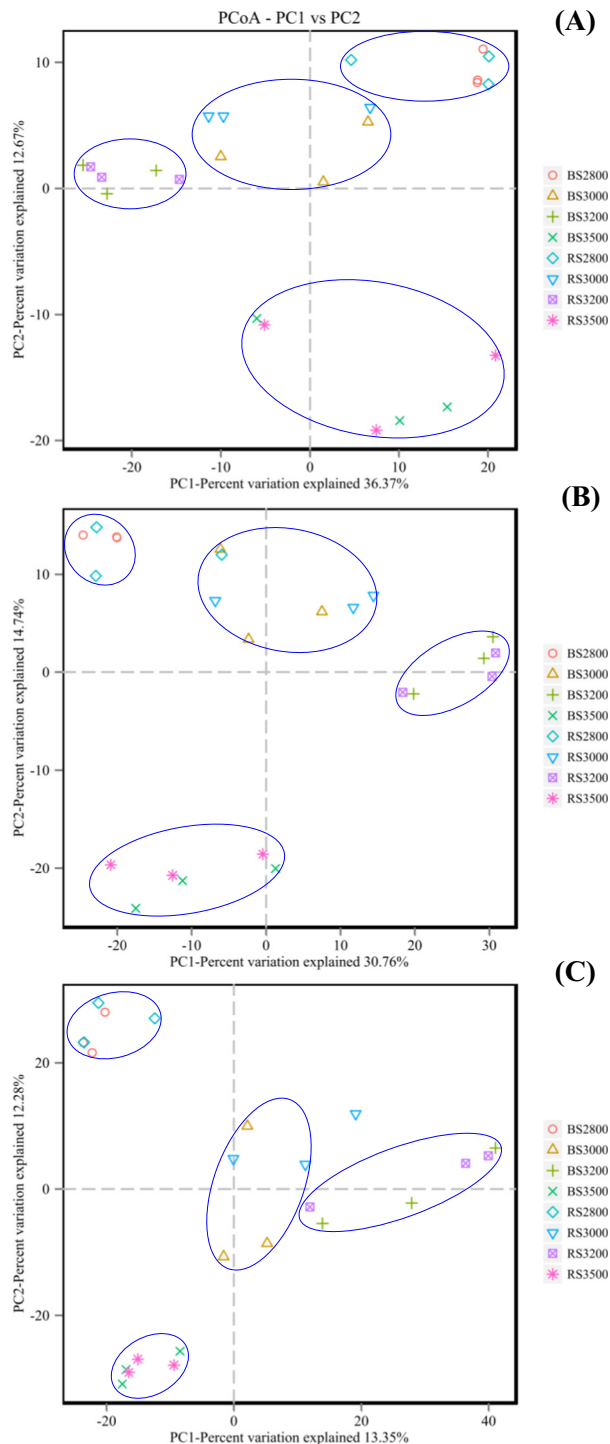 PCoA - PC1 vs PC2
(A)
PC2-Percent variation explained 12.67%
10
0
-10
-20
-20
-10
0
10
20
PC1-Percent variation explained 36.37%
BS2800
BS3000
BS3200
BS3500
RS2800
RS3000
RS3200
RS3500
(B)
PC2-Percent variation explained 14.74%
10
0
-10
-20
-20
-10
0
10
20
30
PC1-Percent variation explained 30.76%
BS2800
BS3000
BS3200
BS3500
RS2800
RS3000
RS3200
RS3500
(C)
PC2-Percent variation explained 12.28%
20
0
-20
-20
0
20
40
PC1-Percent variation explained 13.35%
BS2800
BS3000
BS3200
BS3500
RS2800
RS3000
RS3200
RS3500